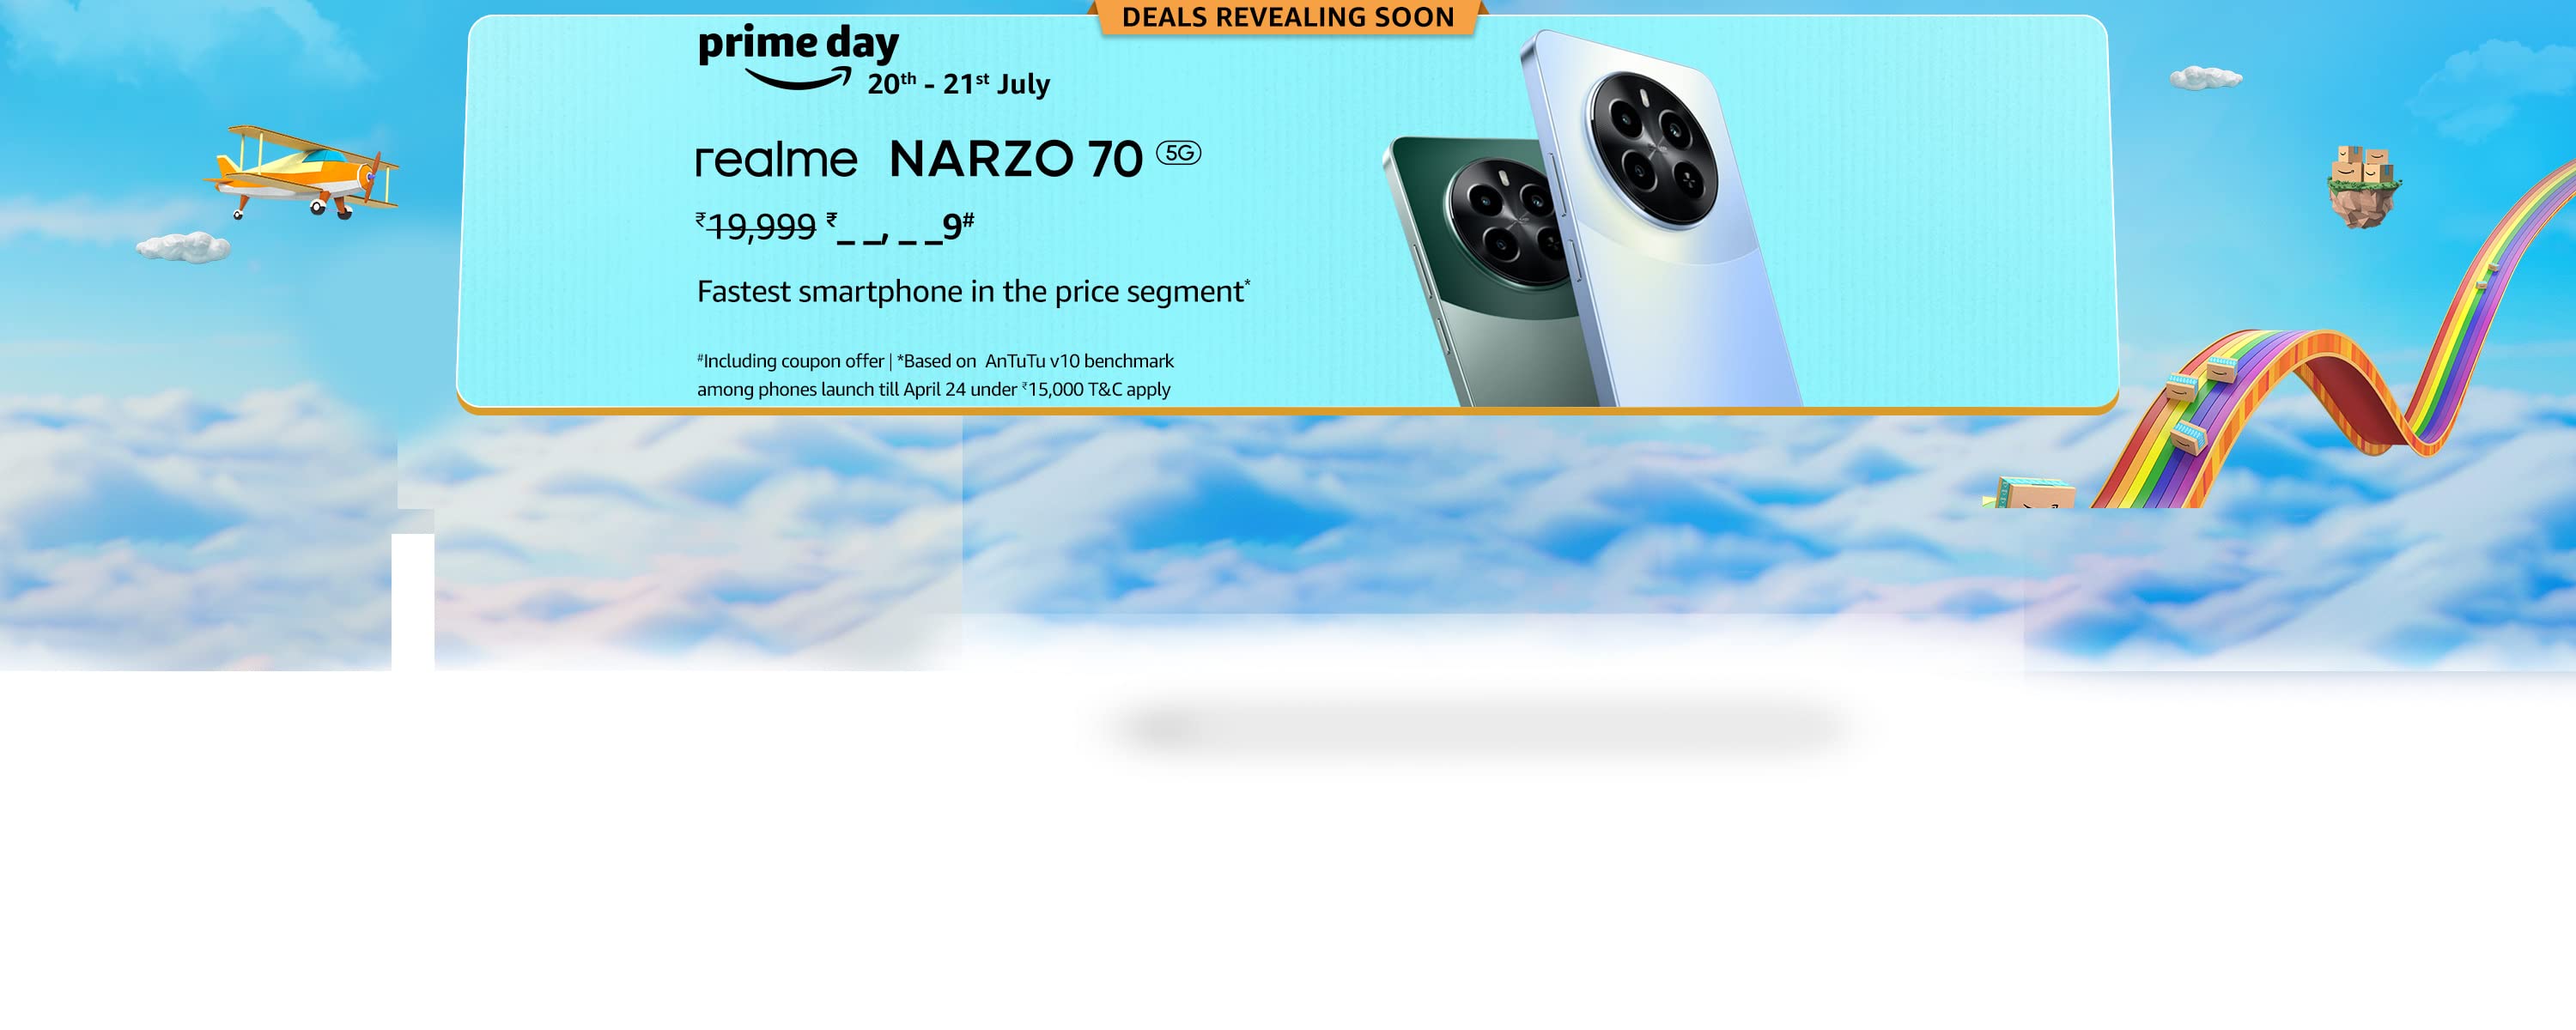 DEALS REVEALING SOON
prime day
20th - 21st July
realme NARZO 70 5G
₹19,999 ₹_ _, _ _9#
Fastest smartphone in the price segment*
#Including coupon offer | *Based on AnTuTu v10 benchmark
among phones launch till April 24 under ₹15,000 T&C apply